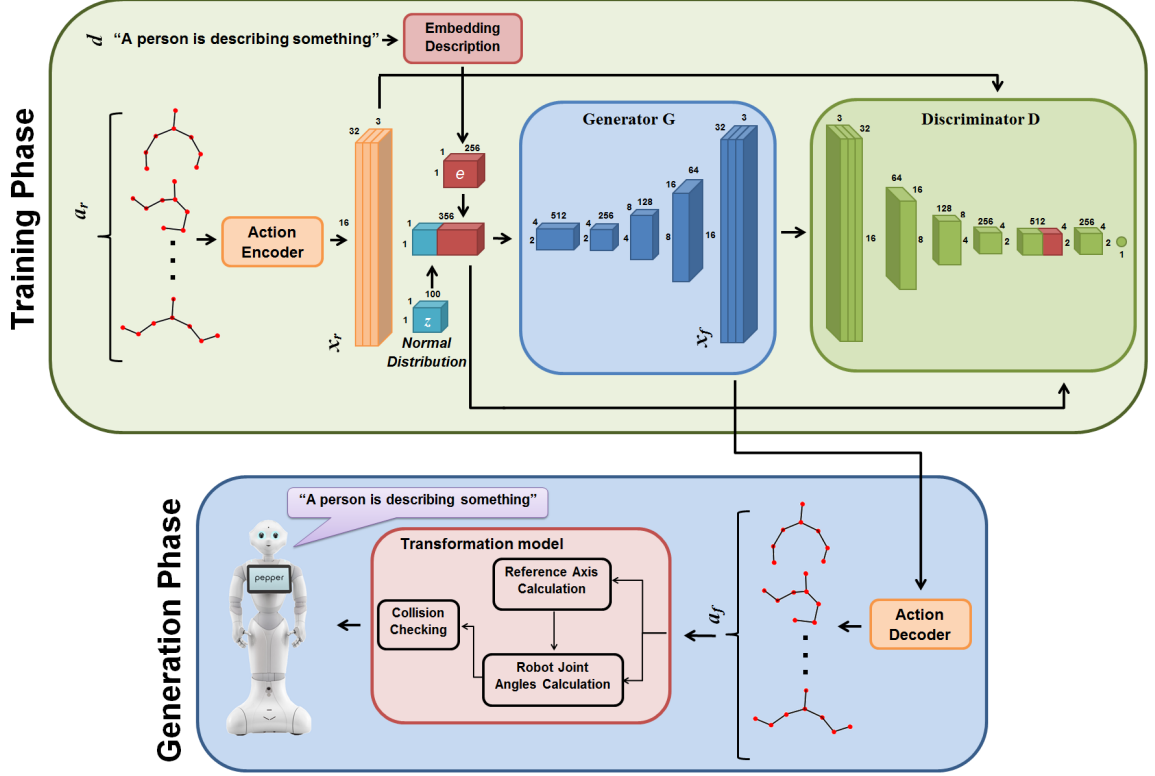 Training Phase
d "A person is describing something"
Embedding
Description
a_r
Action
Encoder
16
32
3
x_r
1
256
1
e
1
356
1
1
100
1
z
Normal
Distribution
Generator G
4
512
2
4
256
2
8
128
4
16
64
8
32
3
16
x_f
Discriminator D
3
32
16
64
16
8
128
8
4
256
4
2
512
4
2
256
4
2
1
Generation Phase
"A person is describing something"
pepper
Transformation model
Reference Axis
Calculation
Collision
Checking
Robot Joint
Angles Calculation
a_f
Action
Decoder